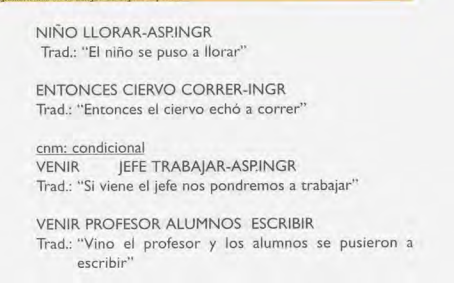 NIÑO LLORAR-ASP.INGR
Trad.: "El niño se puso a llorar"
ENTONCES CIERVO CORRER-INGR
Trad.: "Entonces el ciervo echó a correr"
cnm: condicional
VENIR JEFE TRABAJAR-ASP.INGR
Trad.: "Si viene el jefe nos pondremos a trabajar"
VENIR PROFESOR ALUMNOS ESCRIBIR
Trad.: "Vino el profesor y los alumnos se pusieron a
escribir"